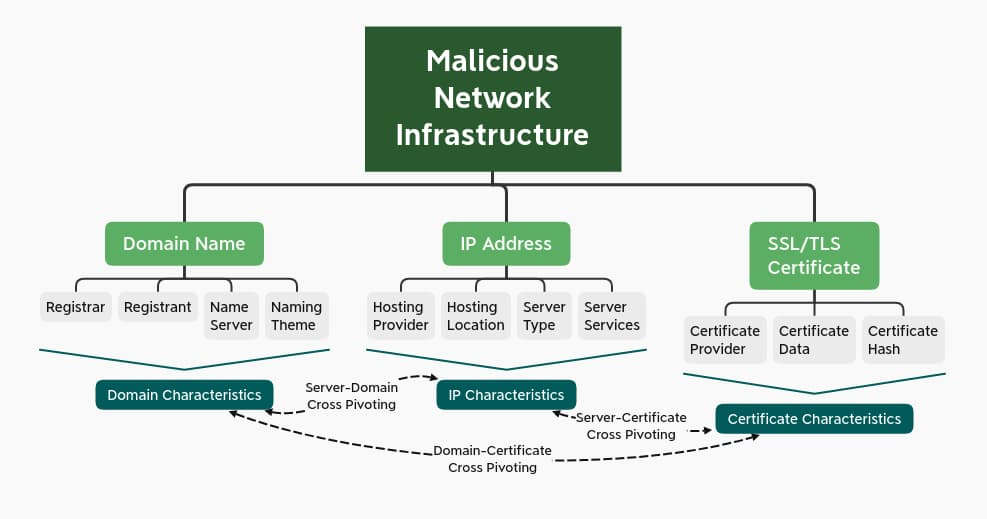 Malicious
Network
Infrastructure
Domain Name
IP Address
SSL/TLS
Certificate
Registrar
Registrant
Name
Server
Naming
Theme
Hosting
Provider
Hosting
Location
Server
Type
Server
Services
Certificate
Provider
Certificate
Data
Certificate
Hash
Domain Characteristics
Server-Domain
Cross Pivoting
IP Characteristics
Server-Certificate
Cross Pivoting
Certificate Characteristics
Domain-Certificate
Cross Pivoting